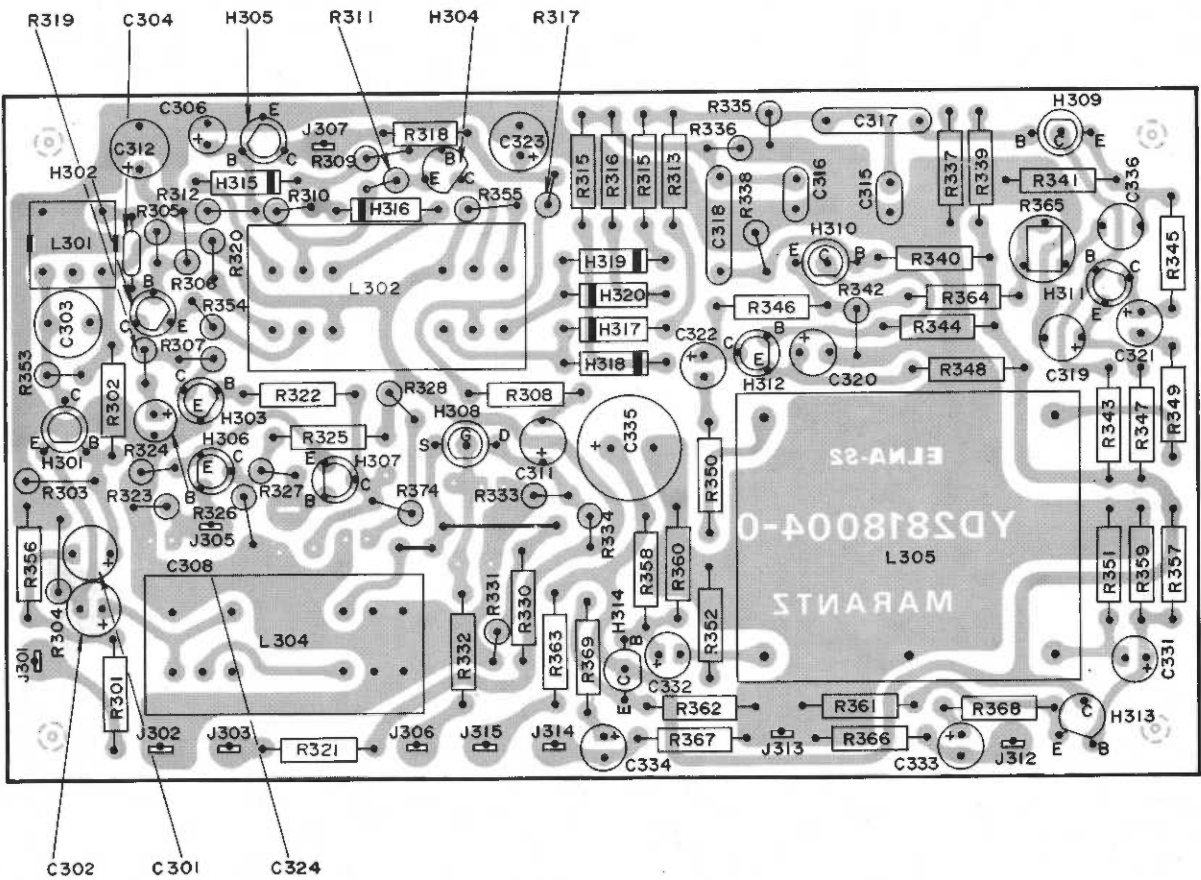 R319 C304 H305 R311 H304 R317
C306 E H309
R335
C317
J307 R318
C312 C323
B C R309 B R336 B C E
H302
R315 R316 R315 R313 R337 R339
H315 E C R338 C316 C315 R341 C336
R312 R310 R355
H316
R305 C318 R365
L301 R320 H310 R345
E C B
H319 R340
R306 L302 B C
B H320 R364 H311
R354 R346 R342 E
C303 C E H317 R344
C322 B
R353 R307 H318 C E C320 C319 C321
C B H312 R348
R302 R322 R328 R308
C E
H303
R343 R347 R349
H308 C335
E B R324 H306 R325 S G D
H301 E C E H307 C311 R350 ELNA-S2
C
R303 B R327 B R374 R333
R323
R326 YD2818004-0
J305 R334
R356 R358 R360 L305 R351 R359 R357
C308 R330
R331
H314 MARANTZ
R304 L304 R332 R363 R369 B R352
J301
C C332 C331
R301 E R362 R361 R368 C
H313
J302 J303 R321 J306 J315 J314 R367 J313 R366 E B
C334 C333 J312
C302 C301 C324